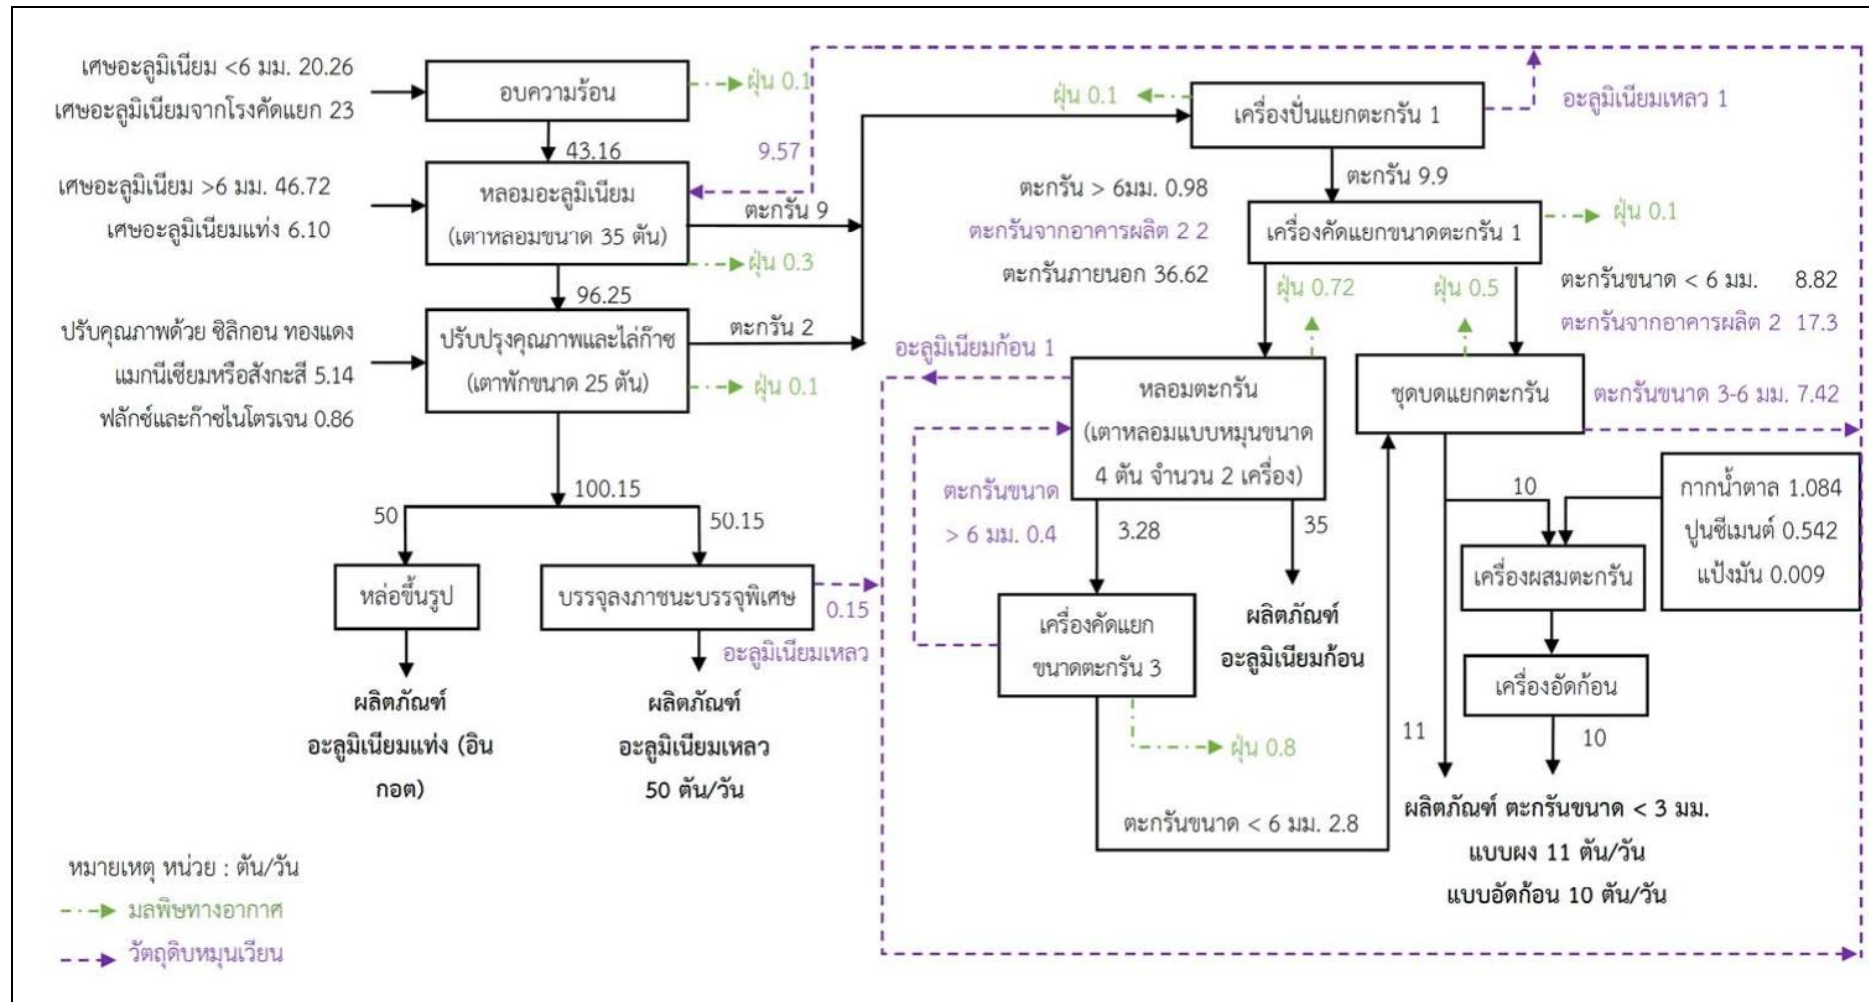 เศษอะลูมิเนียม <6 มม. 20.26
เศษอะลูมิเนียมจากโรงคัดแยก 23
อบความร้อน
ฝุ่น 0.1
43.16
9.57
เศษอะลูมิเนียม >6 มม. 46.72
เศษอะลูมิเนียมแท่ง 6.10
หลอมอะลูมิเนียม
(เตาหลอมขนาด 35 ตัน)
ตะกรัน 9
ฝุ่น 0.3
96.25
ปรับคุณภาพด้วย ซิลิกอน ทองแดง
แมกนีเซียมหรือสังกะสี 5.14
ฟลักซ์และก๊าซไนโตรเจน 0.86
ปรับปรุงคุณภาพและไล่ก๊าซ
(เตาพักขนาด 25 ตัน)
ตะกรัน 2
ฝุ่น 0.1
100.15
50
50.15
หล่อขึ้นรูป
บรรจุลงภาชนะบรรจุพิเศษ
0.15
อะลูมิเนียมเหลว
ผลิตภัณฑ์
อะลูมิเนียมแท่ง (อิน
กอต)
ผลิตภัณฑ์
อะลูมิเนียมเหลว
50 ตัน/วัน
หมายเหตุ หน่วย : ตัน/วัน
มลพิษทางอากาศ
วัตถุดิบหมุนเวียน
ฝุ่น 0.1
เครื่องปั่นแยกตะกรัน 1
อะลูมิเนียมเหลว 1
ตะกรัน 9.9
ตะกรัน > 6มม. 0.98
ตะกรันจากอาคารผลิต 2 2
ตะกรันภายนอก 36.62
เครื่องคัดแยกขนาดตะกรัน 1
ฝุ่น 0.1
ฝุ่น 0.72
ฝุ่น 0.5
ตะกรันขนาด < 6 มม. 8.82
ตะกรันจากอาคารผลิต 2 17.3
อะลูมิเนียมก้อน 1
หลอมตะกรัน
(เตาหลอมแบบหมุนขนาด
4 ตัน จำนวน 2 เครื่อง)
ชุดบดแยกตะกรัน
ตะกรันขนาด 3-6 มม. 7.42
ตะกรันขนาด
> 6 มม. 0.4
3.28
35
10
กากน้ำตาล 1.084
ปูนซีเมนต์ 0.542
แป้งมัน 0.009
เครื่องผสมตะกรัน
เครื่องคัดแยก
ขนาดตะกรัน 3
ผลิตภัณฑ์
อะลูมิเนียมก้อน
เครื่องอัดก้อน
ฝุ่น 0.8
11
10
ตะกรันขนาด < 6 มม. 2.8
ผลิตภัณฑ์ ตะกรันขนาด < 3 มม.
แบบผง 11 ตัน/วัน
แบบอัดก้อน 10 ตัน/วัน